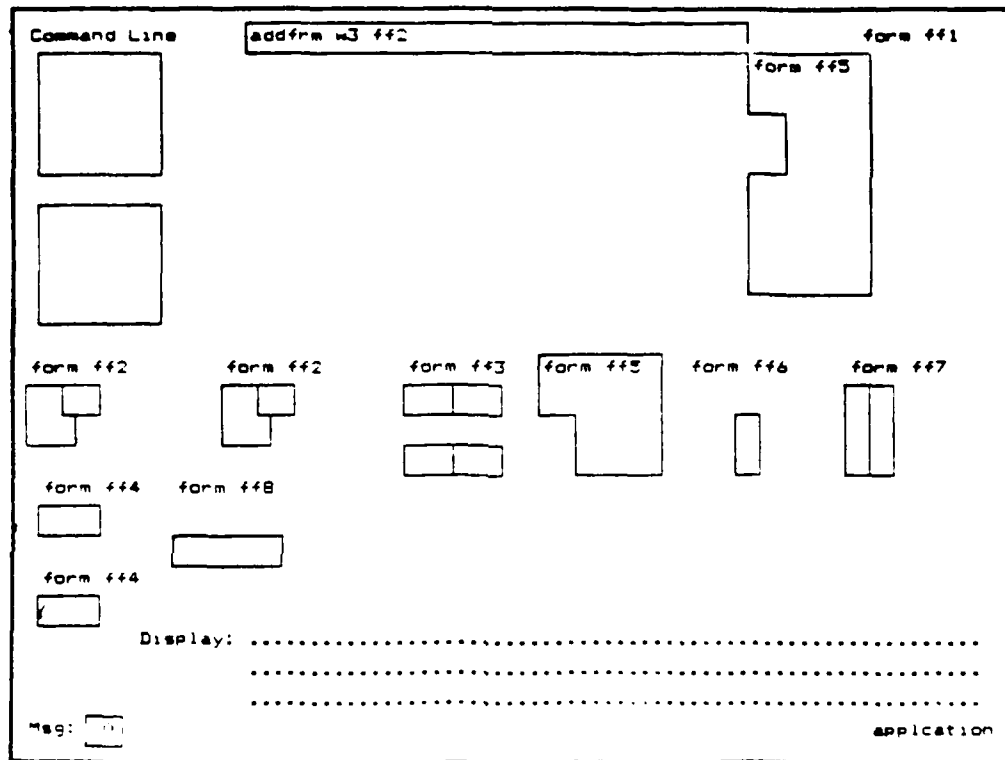 Command Line addfrm w3 ff2 form ff1
form ff5
form ff2 form ff2 form ff3 form ff5 form ff6 form ff7
form ff4 form ff8
form ff4
Display: ................................................
................................................
................................................
Msg: applcation